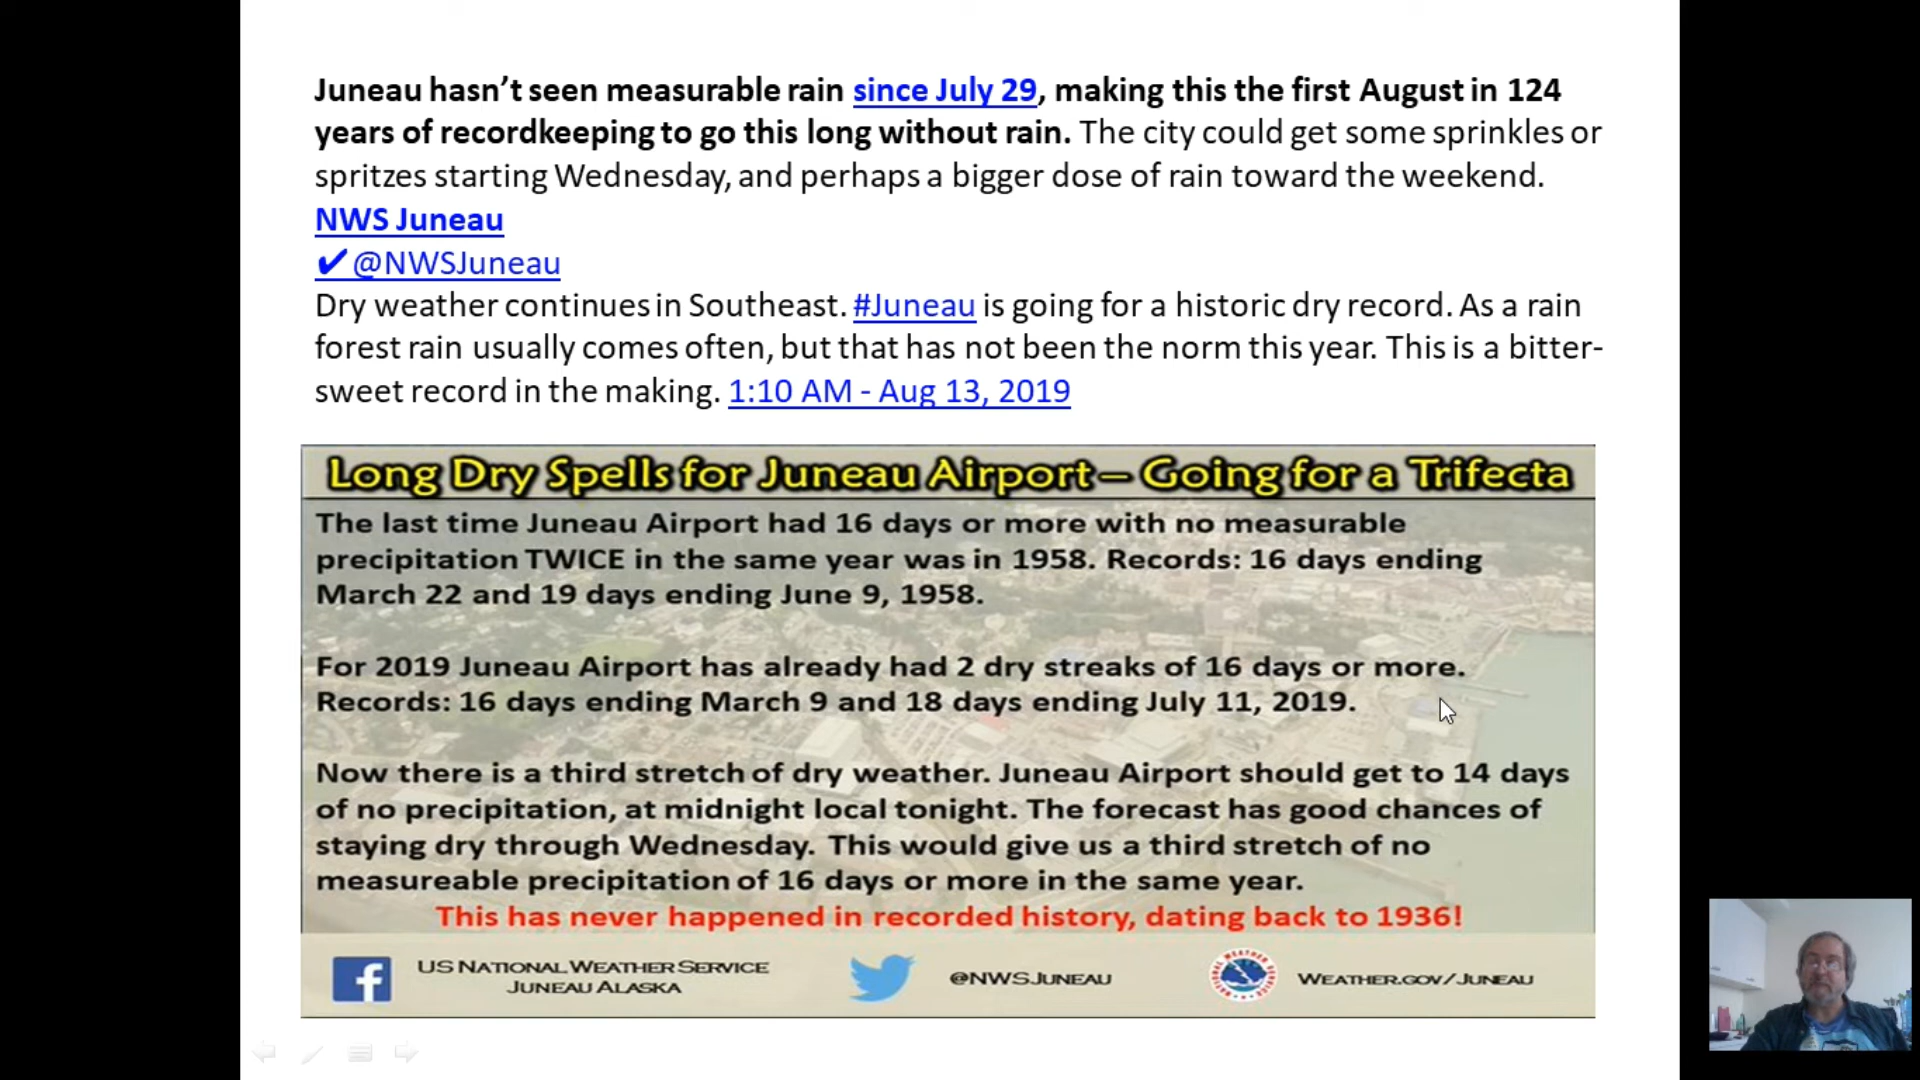 Juneau hasn't seen measurable rain since July 29, making this the first August in 124
years of recordkeeping to go this long without rain. The city could get some sprinkles or
spritzes starting Wednesday, and perhaps a bigger dose of rain toward the weekend.
NWS Juneau
✔@NWSJuneau
Dry weather continues in Southeast. #Juneau is going for a historic dry record. As a rain
forest rain usually comes often, but that has not been the norm this year. This is a bitter-
sweet record in the making. 1:10 AM - Aug 13, 2019
Long Dry Spells for Juneau Airport – Going for a Trifecta
The last time Juneau Airport had 16 days or more with no measurable
precipitation TWICE in the same year was in 1958. Records: 16 days ending
March 22 and 19 days ending June 9, 1958.
For 2019 Juneau Airport has already had 2 dry streaks of 16 days or more.
Records: 16 days ending March 9 and 18 days ending July 11, 2019.
Now there is a third stretch of dry weather. Juneau Airport should get to 14 days
of no precipitation, at midnight local tonight. The forecast has good chances of
staying dry through Wednesday. This would give us a third stretch of no
measureable precipitation of 16 days or more in the same year.
This has never happened in recorded history, dating back to 1936!
US National Weather Service
Juneau Alaska
@NWSJuneau
Weather.gov/Juneau